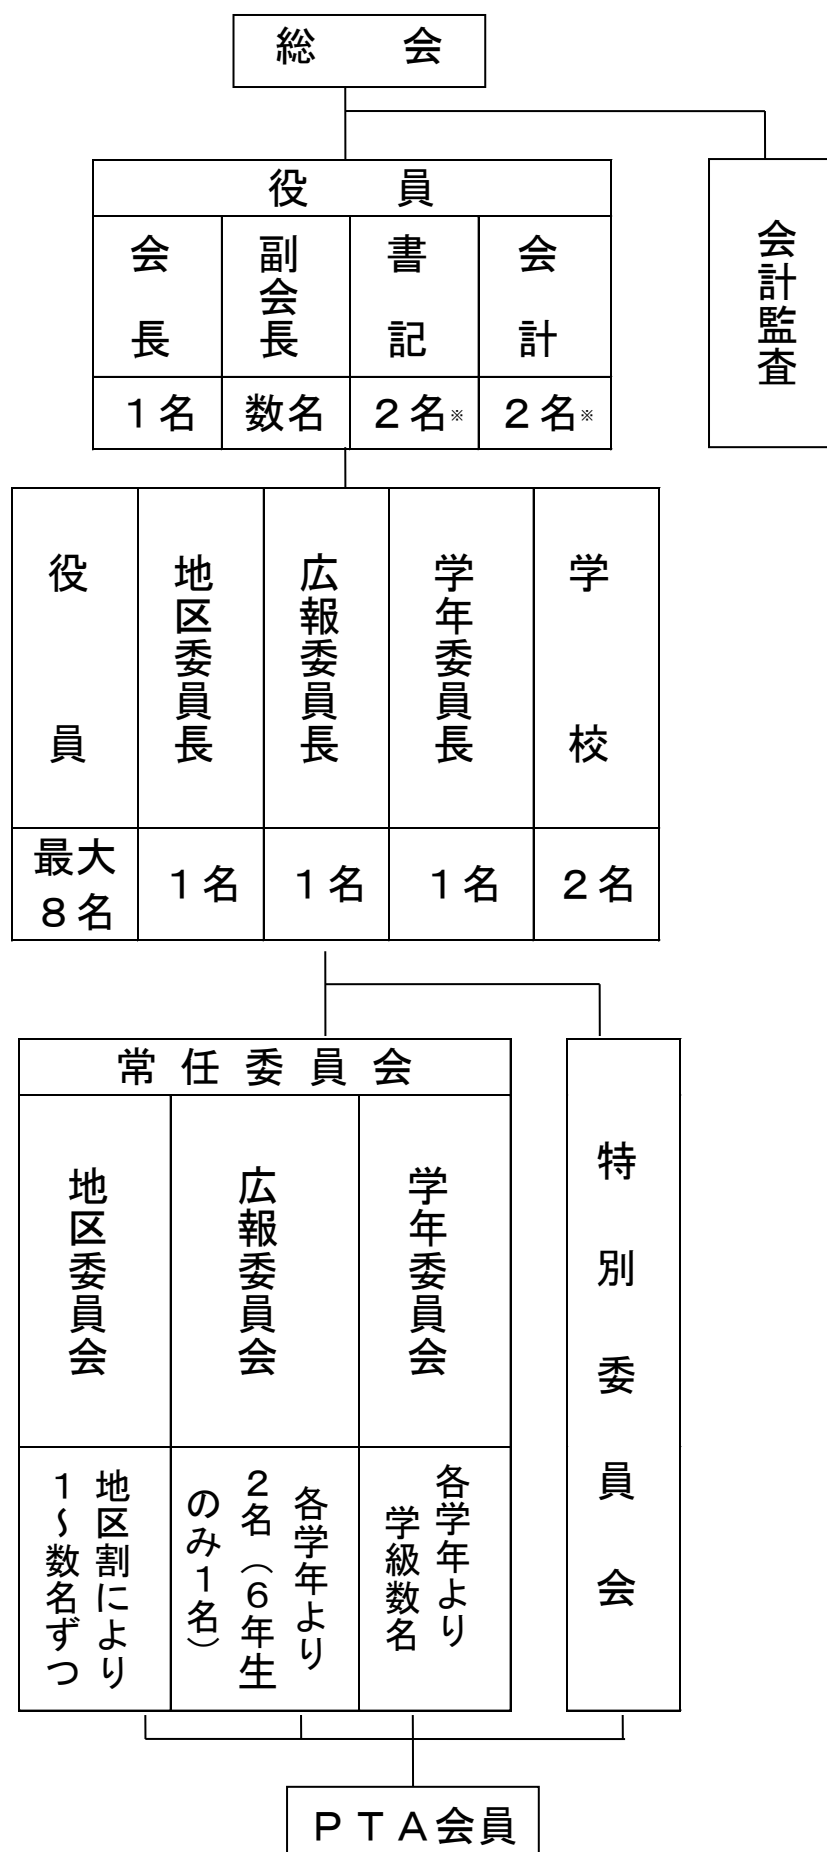 総　会
役　員
会長
副会長
書記
会計
１名
数名
２名※
２名※
会計監査
役員
地区委員長
広報委員長
学年委員長
学校
最大
８名
１名
１名
１名
２名
常任委員会
地区委員会
広報委員会
学年委員会
特別委員会
地区割により
１～数名ずつ
各学年より
２名（６年生
のみ１名）
各学年より
学級数名
ＰＴＡ会員